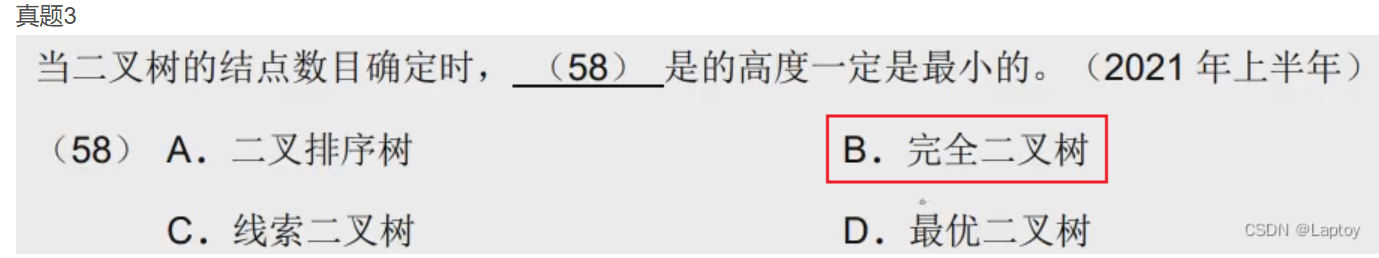 真题3
当二叉树的结点数目确定时，（58）是的高度一定是最小的。（2021 年上半年）
（58） A．二叉排序树 B．完全二叉树
C．线索二叉树 D．最优二叉树
CSDN @Laptoy